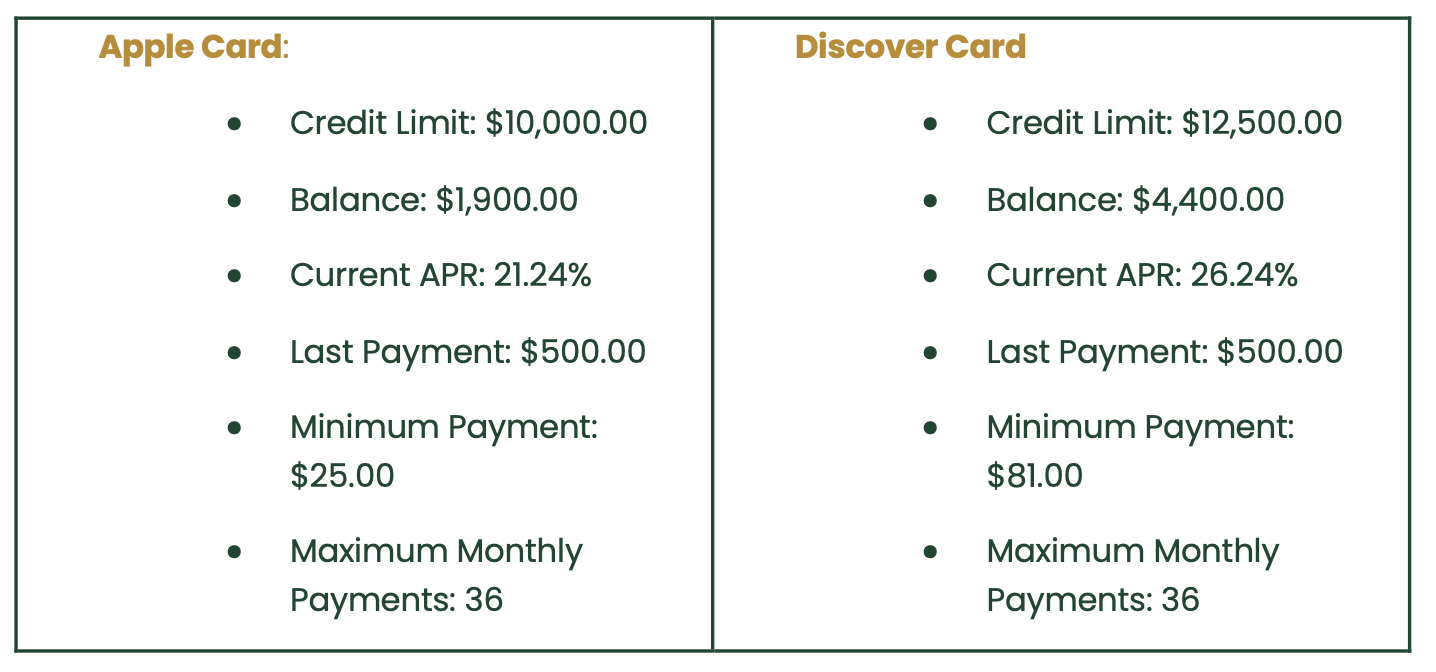 Apple Card:
• Credit Limit: $10,000.00
• Balance: $1,900.00
• Current APR: 21.24%
• Last Payment: $500.00
• Minimum Payment:
$25.00
• Maximum Monthly
Payments: 36
Discover Card
• Credit Limit: $12,500.00
• Balance: $4,400.00
• Current APR: 26.24%
• Last Payment: $500.00
• Minimum Payment:
$81.00
• Maximum Monthly
Payments: 36